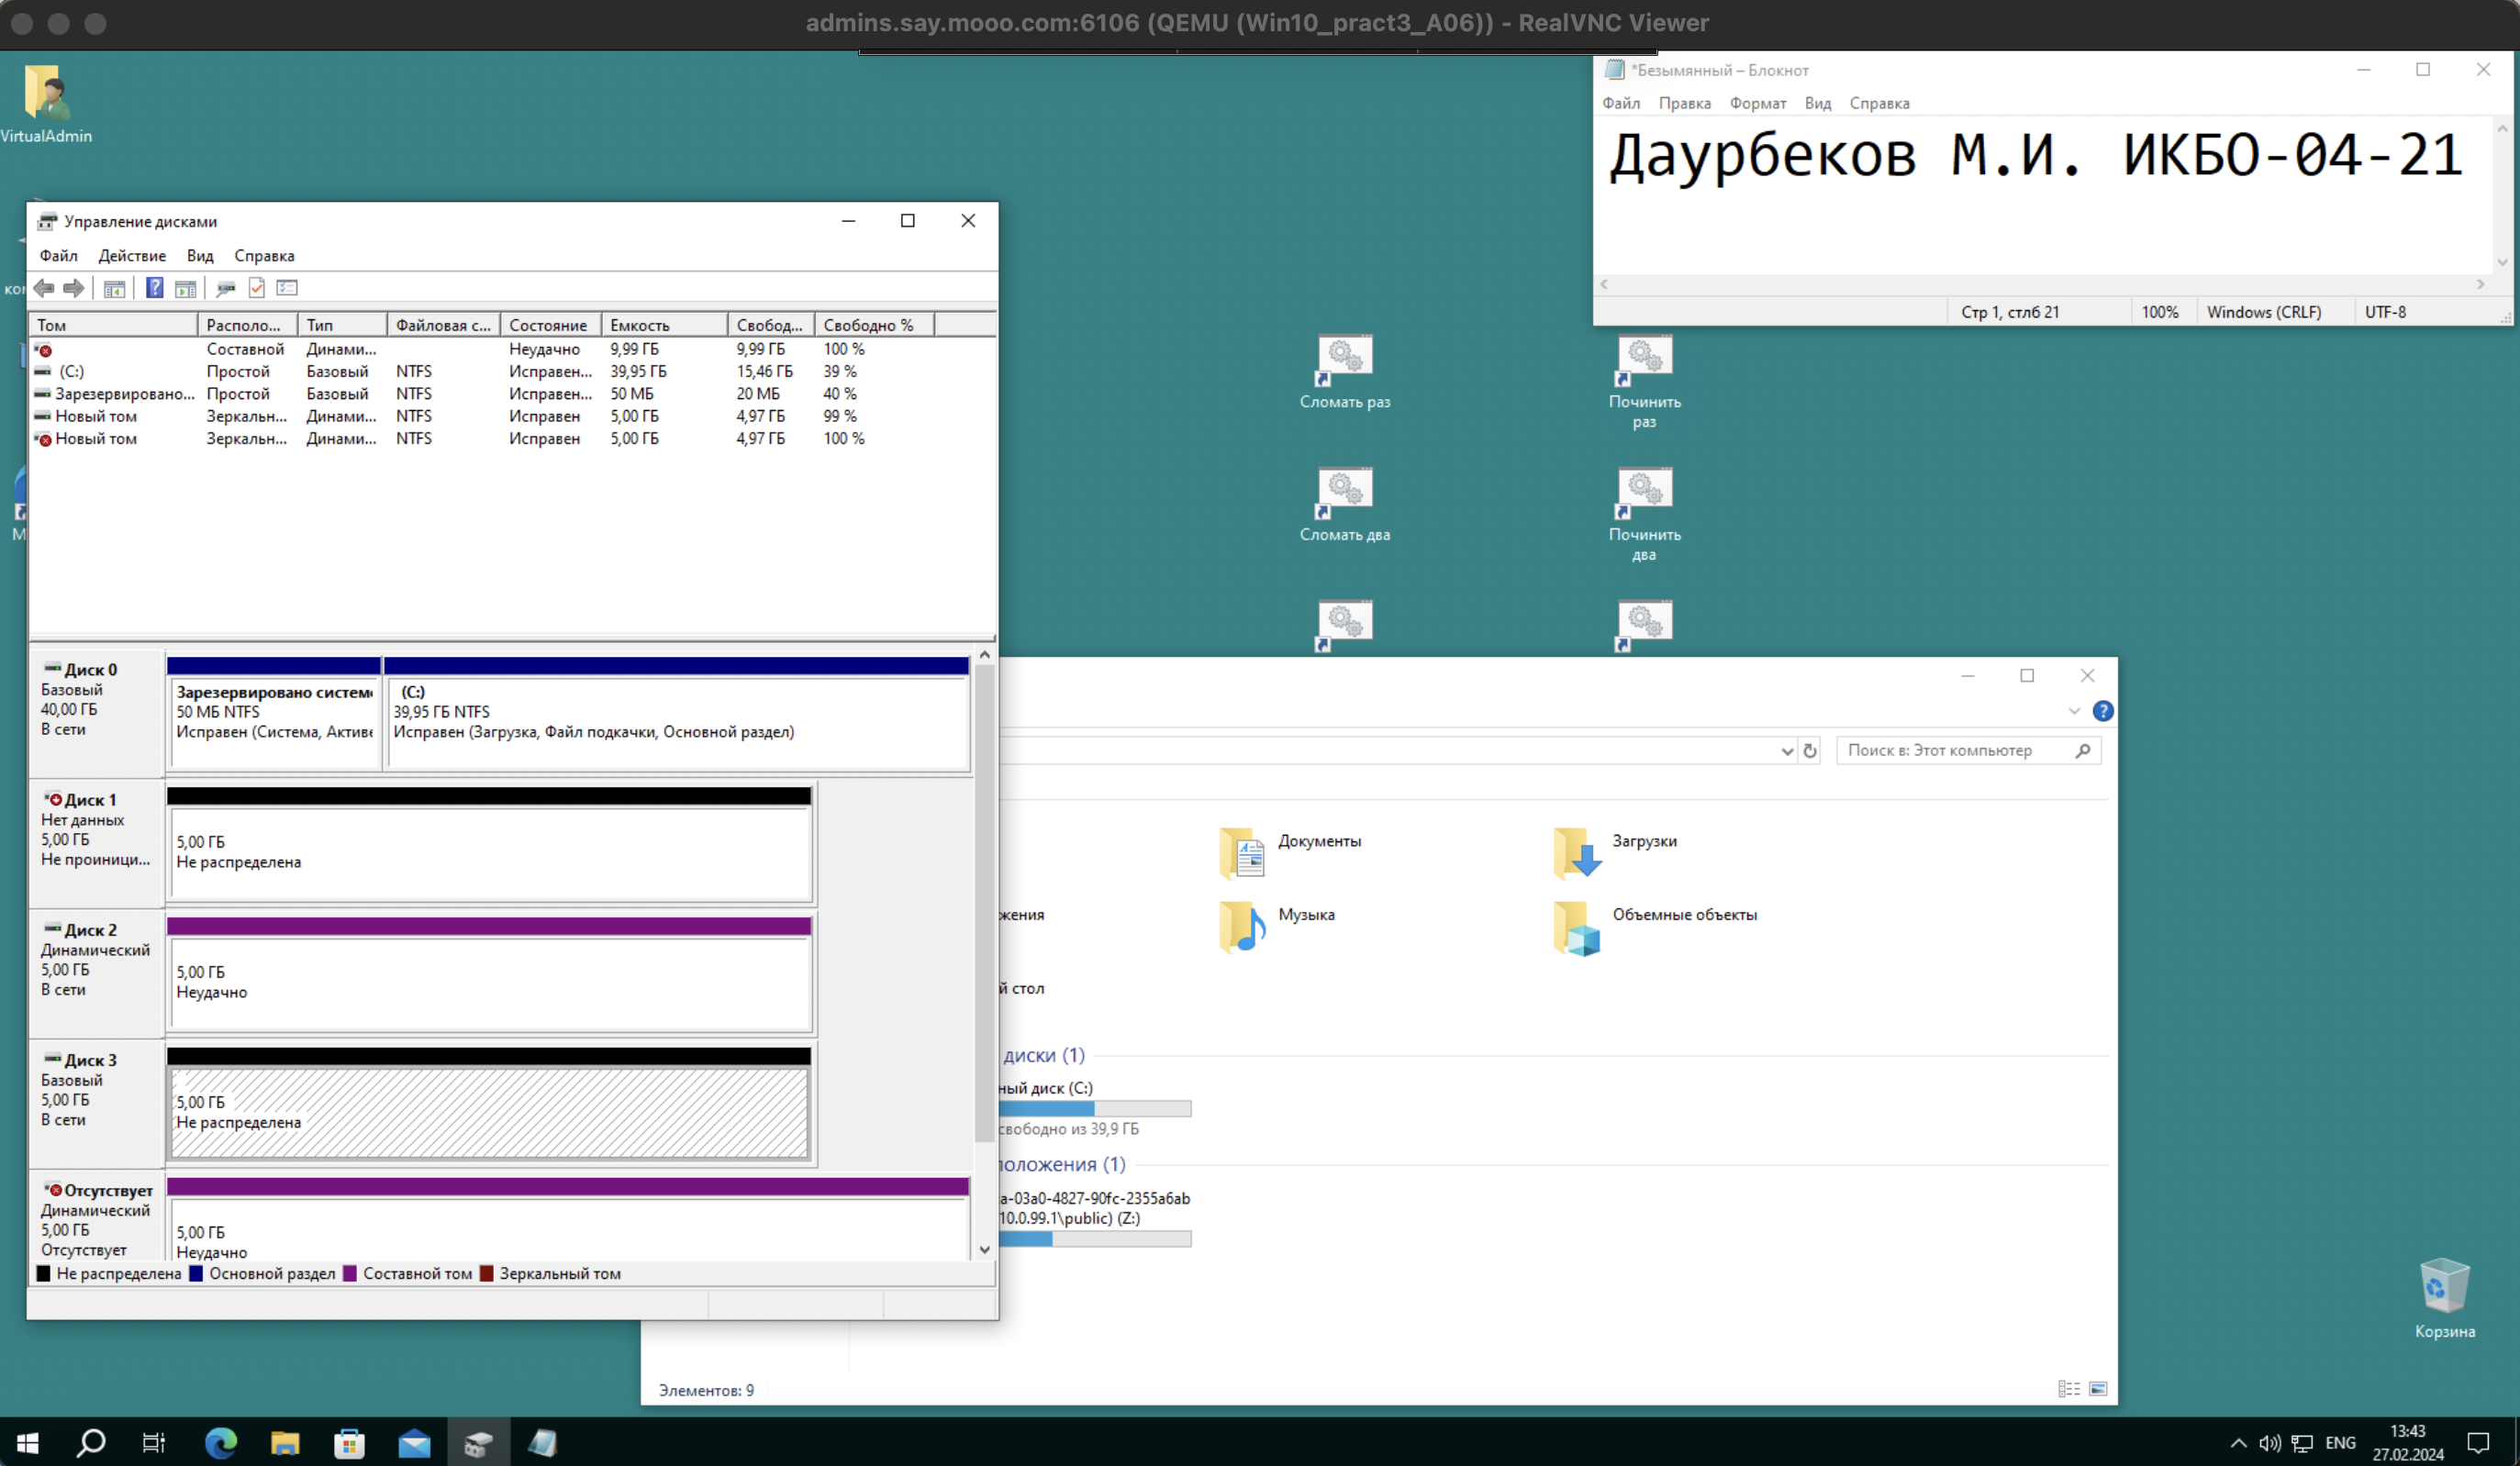 admins.say.mooo.com:6106 (QEMU (Win10_pract3_A06)) - RealVNC Viewer
VirtualAdmin
*Безымянный – Блокнот
Файл Правка Формат Вид Справка
Даурбеков М.И. ИКБО-04-21
Стр 1, стлб 21 100% Windows (CRLF) UTF-8
Управление дисками
Файл Действие Вид Справка
Том Располо... Тип Файловая с... Состояние Емкость Свобод... Свободно %
Составной Динами... Неудачно 9,99 ГБ 9,99 ГБ 100 %
(C:) Простой Базовый NTFS Исправен... 39,95 ГБ 15,46 ГБ 39 %
Зарезервировано... Простой Базовый NTFS Исправен... 50 МБ 20 МБ 40 %
Новый том Зеркальн... Динами... NTFS Исправен 5,00 ГБ 4,97 ГБ 99 %
Новый том Зеркальн... Динами... NTFS Исправен 5,00 ГБ 4,97 ГБ 100 %
Диск 0
Базовый
40,00 ГБ
В сети
Зарезервировано систем
50 МБ NTFS
Исправен (Система, Актив
(C:)
39,95 ГБ NTFS
Исправен (Загрузка, Файл подкачки, Основной раздел)
Диск 1
Нет данных
5,00 ГБ
Не проиници...
5,00 ГБ
Не распределена
Диск 2
Динамический
5,00 ГБ
В сети
5,00 ГБ
Неудачно
Диск 3
Базовый
5,00 ГБ
В сети
5,00 ГБ
Не распределена
Отсутствует
Динамический
5,00 ГБ
Отсутствует
5,00 ГБ
Неудачно
Не распределена Основной раздел Составной том Зеркальный том
Сломать раз
Починить
раз
Сломать два
Починить
два
Поиск в: Этот компьютер
Документы
Загрузки
жения
Музыка
Объемные объекты
й стол
диски (1)
ный диск (C:)
свободно из 39,9 ГБ
положения (1)
a-03a0-4827-90fc-2355a6ab
10.0.99.1\public) (Z:)
Элементов: 9
Корзина
ENG
13:43
27.02.2024